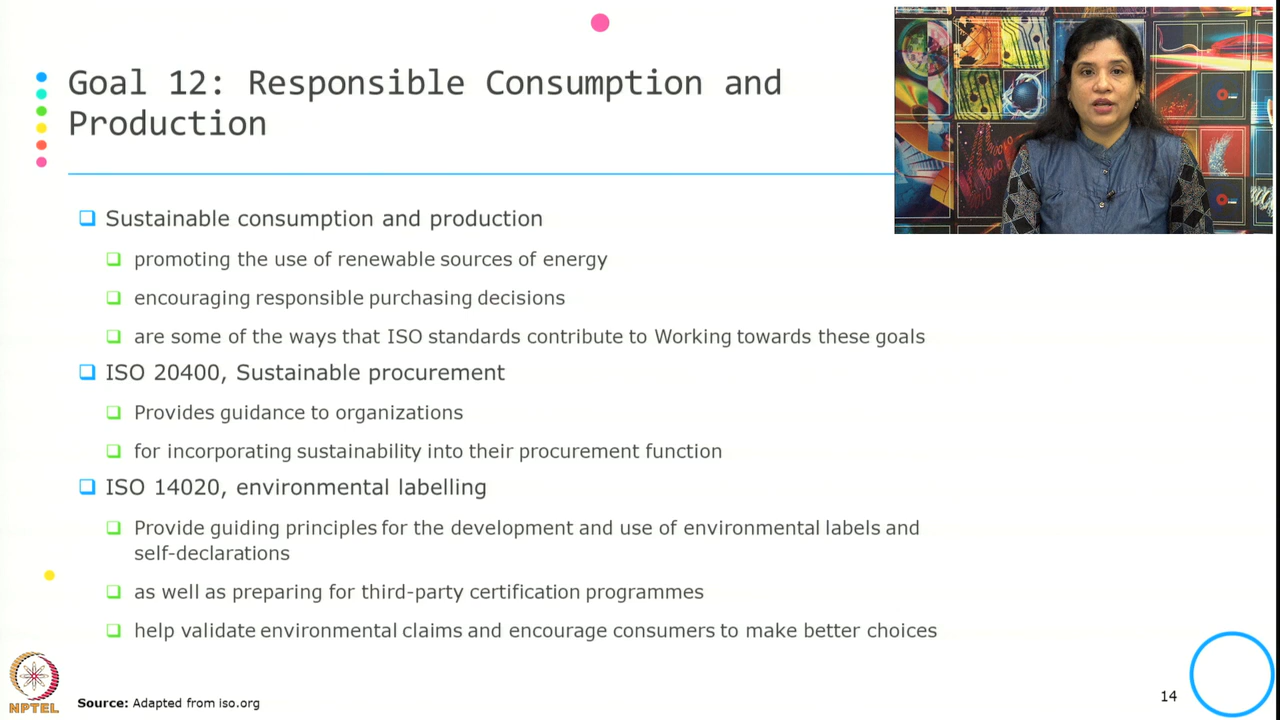 Goal 12: Responsible Consumption and
Production
Sustainable consumption and production
promoting the use of renewable sources of energy
encouraging responsible purchasing decisions
are some of the ways that ISO standards contribute to Working towards these goals
ISO 20400, Sustainable procurement
Provides guidance to organizations
for incorporating sustainability into their procurement function
ISO 14020, environmental labelling
Provide guiding principles for the development and use of environmental labels and
self-declarations
as well as preparing for third-party certification programmes
help validate environmental claims and encourage consumers to make better choices
NPTEL
Source: Adapted from iso.org
14